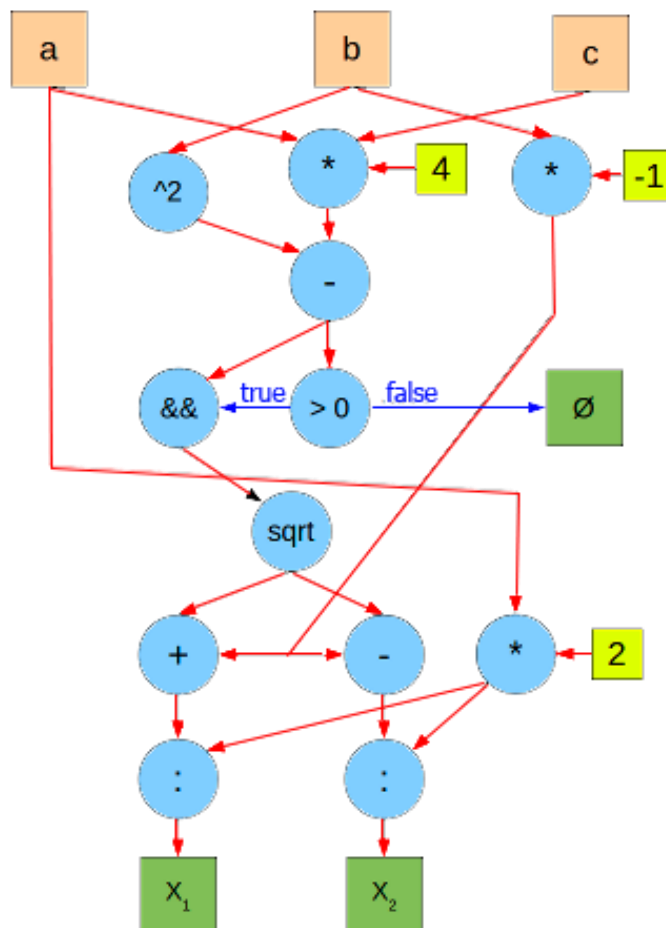 a b c
^2 * 4 * -1
-
&& true > 0 false Ø
sqrt
+ - * 2
: :
X1 X2